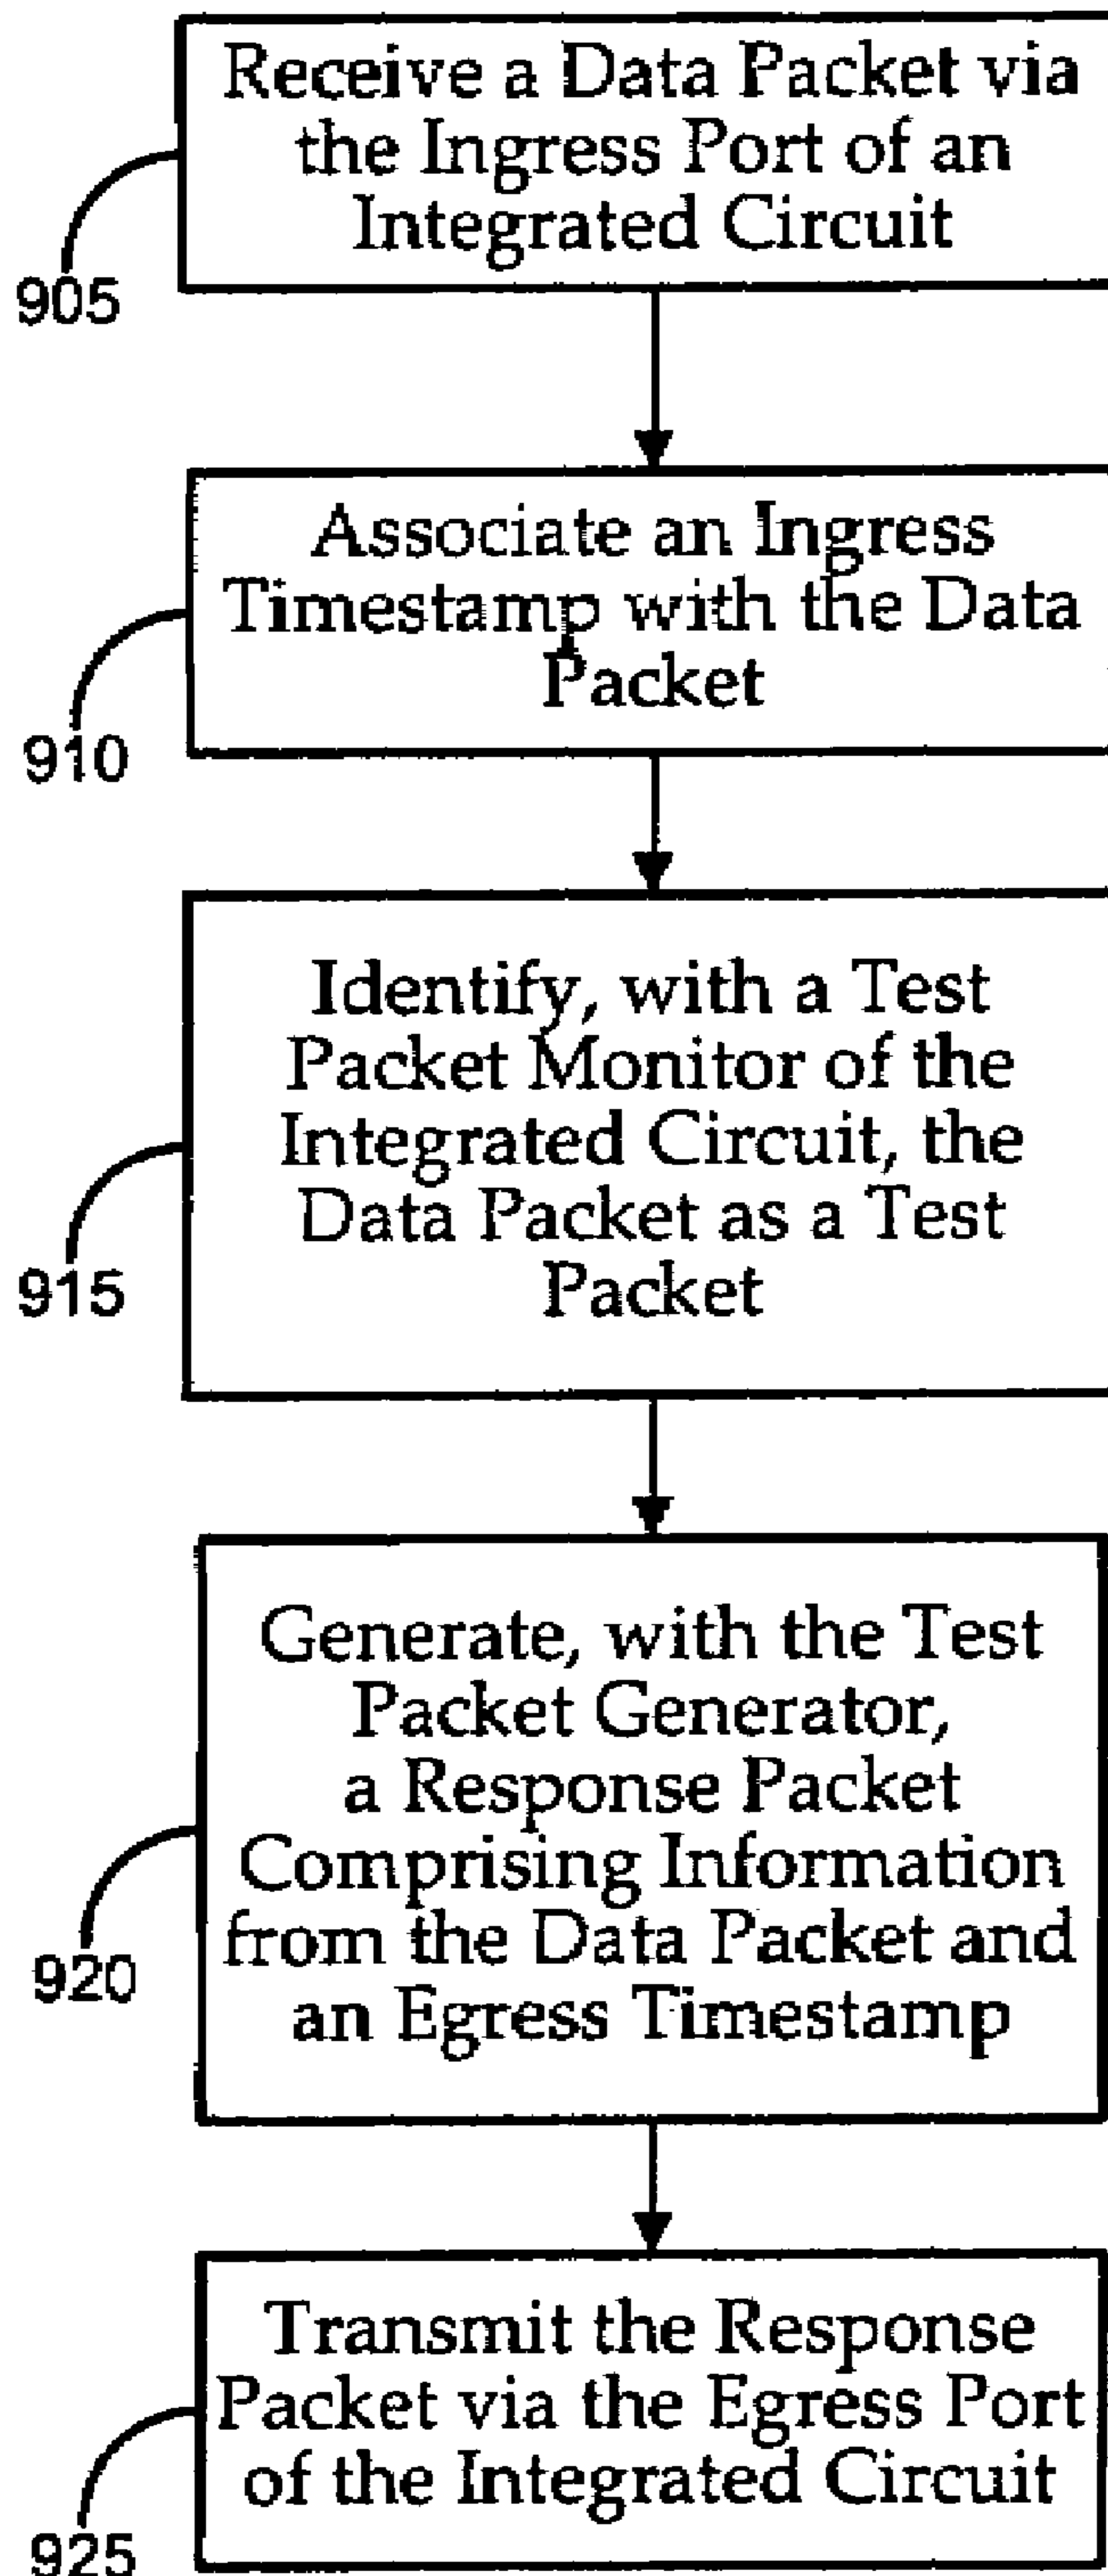 Receive a Data Packet via
the Ingress Port of an
Integrated Circuit
905
Associate an Ingress
Timestamp with the Data
Packet
910
Identify, with a Test
Packet Monitor of the
Integrated Circuit, the
Data Packet as a Test
Packet
915
Generate, with the Test
Packet Generator,
a Response Packet
Comprising Information
from the Data Packet and
an Egress Timestamp
920
Transmit the Response
Packet via the Egress Port
of the Integrated Circuit
925